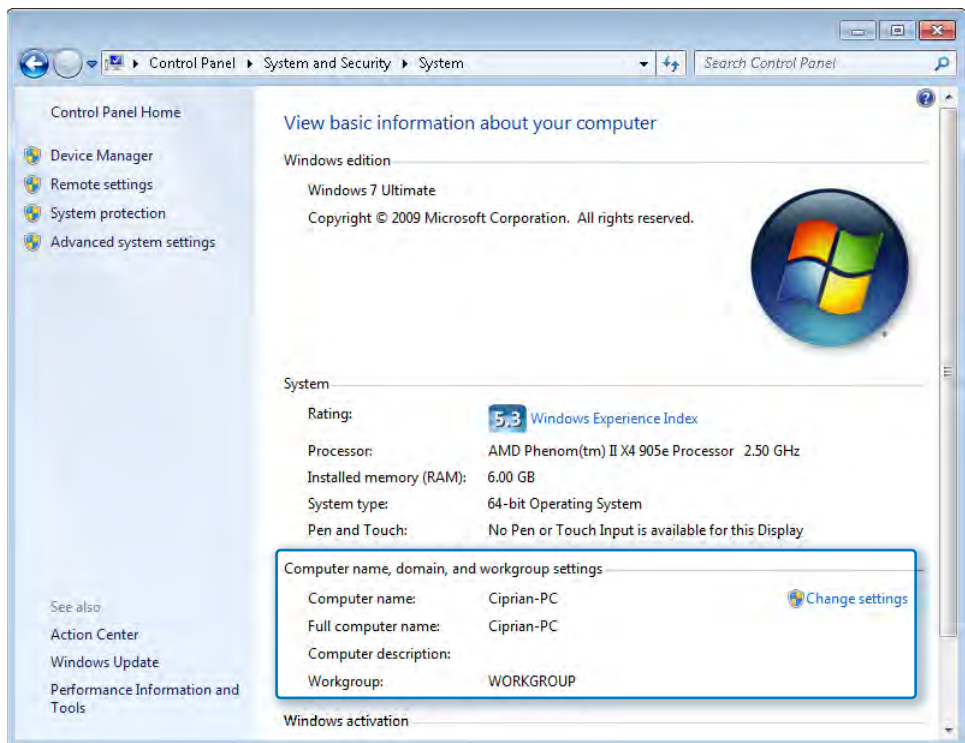 Control Panel ▸ System and Security ▸ System
Search Control Panel
Control Panel Home
Device Manager
Remote settings
System protection
Advanced system settings
See also
Action Center
Windows Update
Performance Information and
Tools
View basic information about your computer
Windows edition
Windows 7 Ultimate
Copyright © 2009 Microsoft Corporation. All rights reserved.
System
Rating: 5.3 Windows Experience Index
Processor: AMD Phenom(tm) II X4 905e Processor 2.50 GHz
Installed memory (RAM): 6.00 GB
System type: 64-bit Operating System
Pen and Touch: No Pen or Touch Input is available for this Display
Computer name, domain, and workgroup settings
Computer name: Ciprian-PC Change settings
Full computer name: Ciprian-PC
Computer description:
Workgroup: WORKGROUP
Windows activation